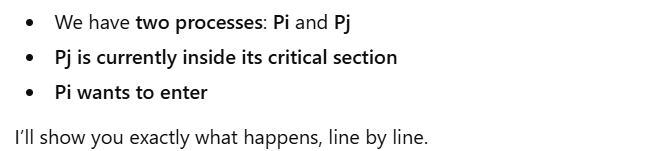 • We have two processes: Pi and Pj
• Pj is currently inside its critical section
• Pi wants to enter
I’ll show you exactly what happens, line by line.